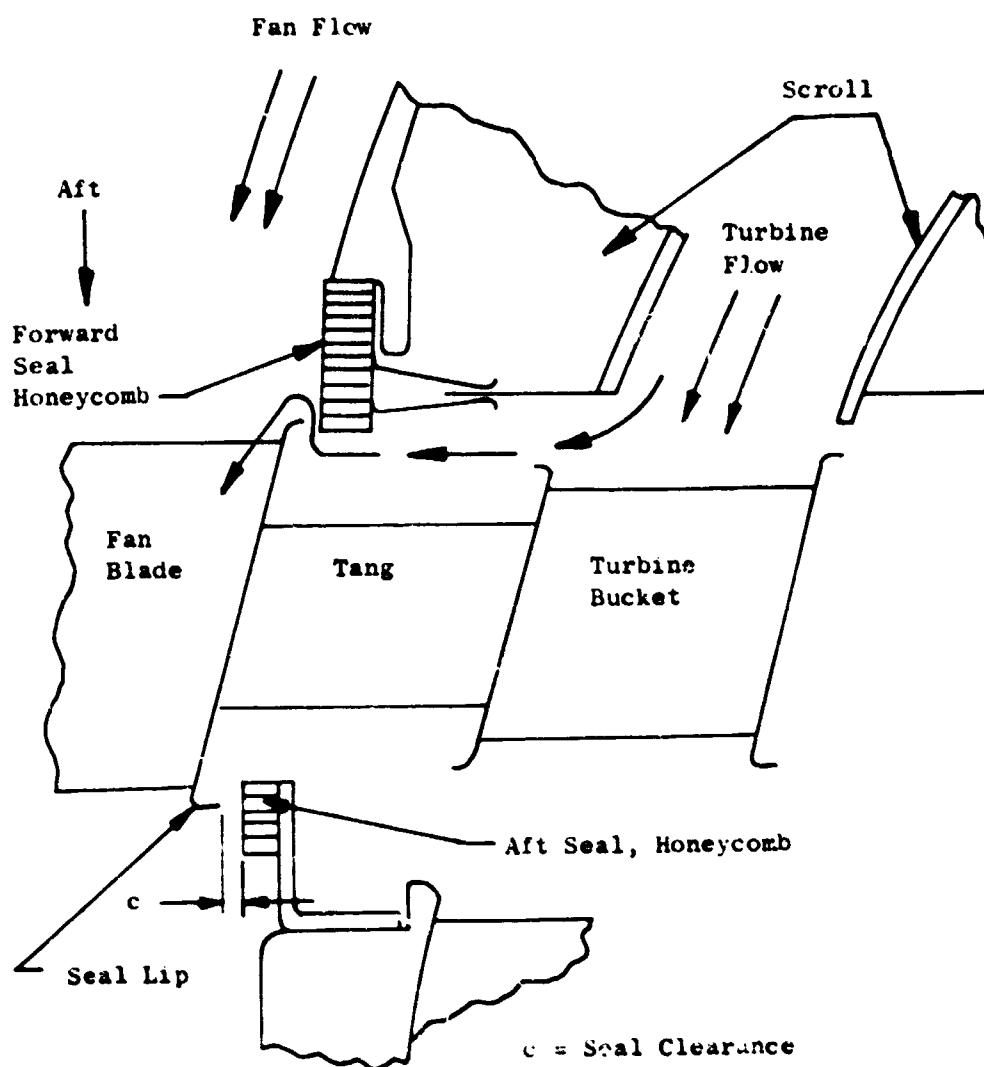 Fan Flow
Scroll
Aft
Turbine
Flow
Forward
Seal
Honeycomb
Fan
Blade
Tang
Turbine
Bucket
Aft Seal, Honeycomb
c
Seal Lip
c = Seal Clearance